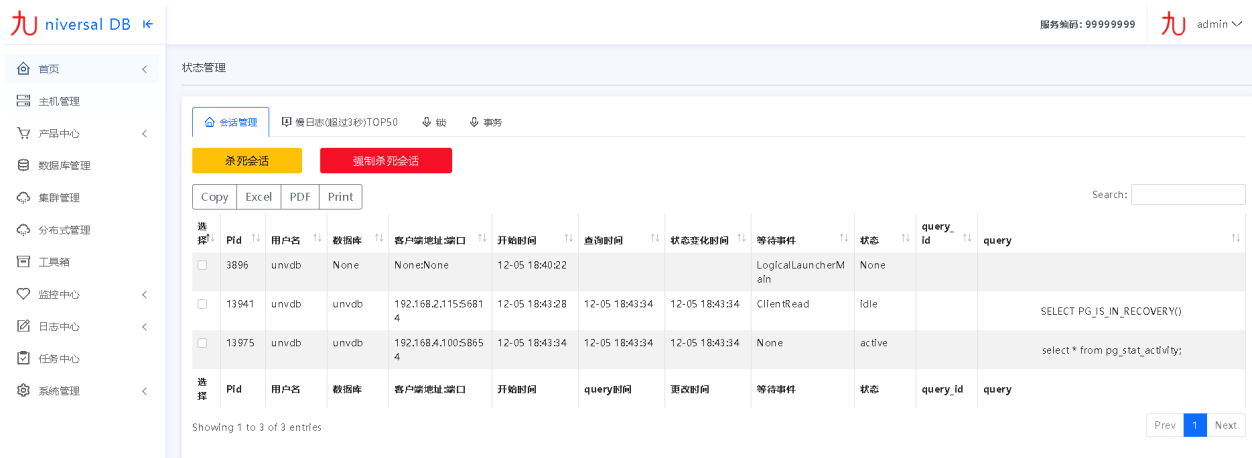 niversal DB
服务编码: 99999999
admin
首页
主机管理
产品中心
数据库管理
集群管理
分布式管理
工具箱
监控中心
日志中心
任务中心
系统管理
状态管理
会话管理 慢日志(超过3秒)TOP50 锁 事务
杀死会话 强制杀死会话
Copy Excel PDF Print
Search:
选择 Pid 用户名 数据库 客户端地址:端口 开始时间 查询时间 状态变化时间 等待事件 状态 query_id query
3896 unvdb None None:None 12-05 18:40:22 LogicalLauncherMain None
13941 unvdb unvdb 192.168.2.115:56814 12-05 18:43:28 12-05 18:43:34 12-05 18:43:34 ClientRead idle SELECT PG_IS_IN_RECOVERY()
13975 unvdb unvdb 192.168.4.100:58654 12-05 18:43:34 12-05 18:43:34 12-05 18:43:34 None active select * from pg_stat_activity;
选择 Pid 用户名 数据库 客户端地址:端口 开始时间 query时间 更改时间 等待事件 状态 query_id query
Showing 1 to 3 of 3 entries
Prev 1 Next